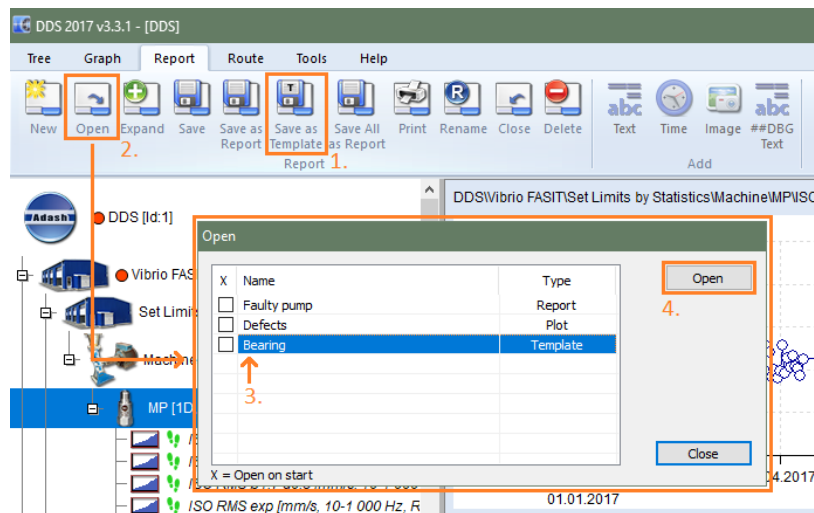 DDS 2017 v3.3.1 - [DDS]
Tree Graph Report Route Tools Help
New Open Expand Save Save as Report Save as Template Save All as Report Print Rename Close Delete Text Time Image ##DBG Text
2. 1.
Report Add
DDS\Vibrio FASIT\Set Limits by Statistics\Machine\MP\ISO
Adash DDS [Id:1]
Open
Vibrio FAS
X Name Type Open
Faulty pump Report 4.
Set Limi
Defects Plot
Bearing Template
Machine
3.
MP [1D
Close
X = Open on start
4.2017
01.01.2017
ISO RMS exp [mm/s, 10-1 000 Hz, R